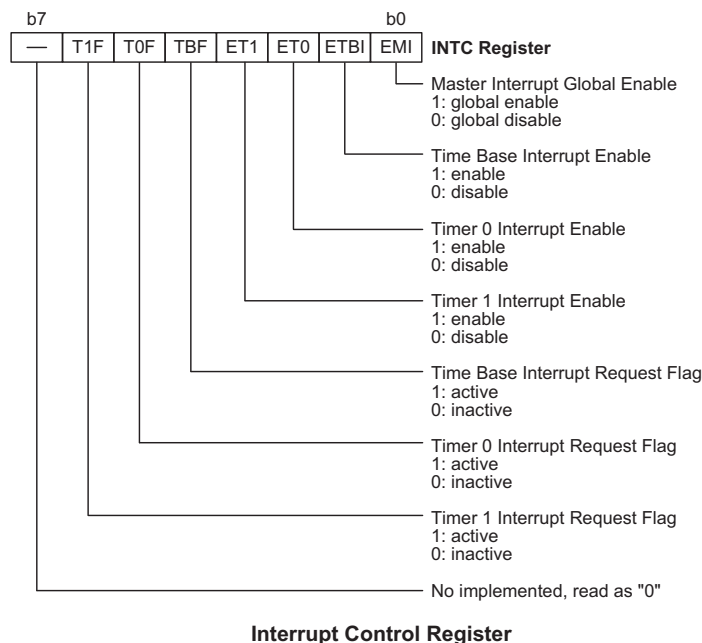 b7 b0
— T1F T0F TBF ET1 ET0 ETBI EMI INTC Register
Master Interrupt Global Enable
1: global enable
0: global disable
Time Base Interrupt Enable
1: enable
0: disable
Timer 0 Interrupt Enable
1: enable
0: disable
Timer 1 Interrupt Enable
1: enable
0: disable
Time Base Interrupt Request Flag
1: active
0: inactive
Timer 0 Interrupt Request Flag
1: active
0: inactive
Timer 1 Interrupt Request Flag
1: active
0: inactive
No implemented, read as "0"
Interrupt Control Register